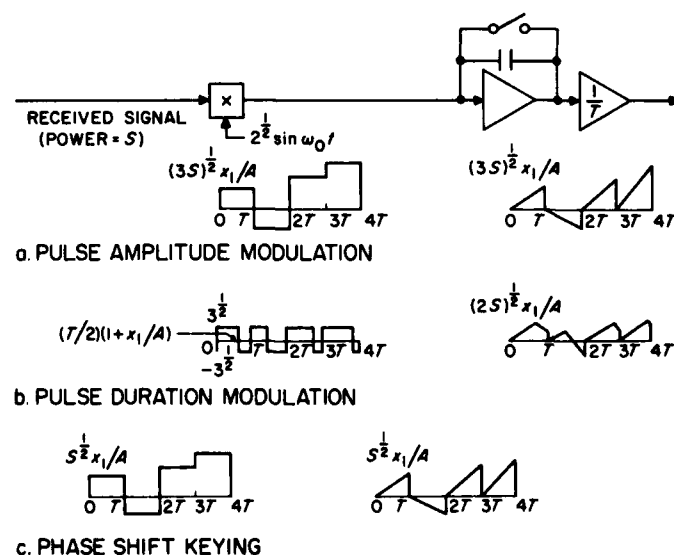 1/T
×
RECEIVED SIGNAL
(POWER = S)
2^{1/2} sin ω₀t
(3S)^{1/2} x₁/A
(3S)^{1/2} x₁/A
0 T 2T 3T 4T
0 T 2T 3T 4T
a. PULSE AMPLITUDE MODULATION
3^{1/2}
(2S)^{1/2} x₁/A
(T/2)(1 + x₁/A)
0 T 2T 3T 4T
0 T 2T 3T 4T
-3^{1/2}
b. PULSE DURATION MODULATION
S^{1/2} x₁/A
S^{1/2} x₁/A
0 T 2T 3T 4T
0 T 2T 3T 4T
c. PHASE SHIFT KEYING